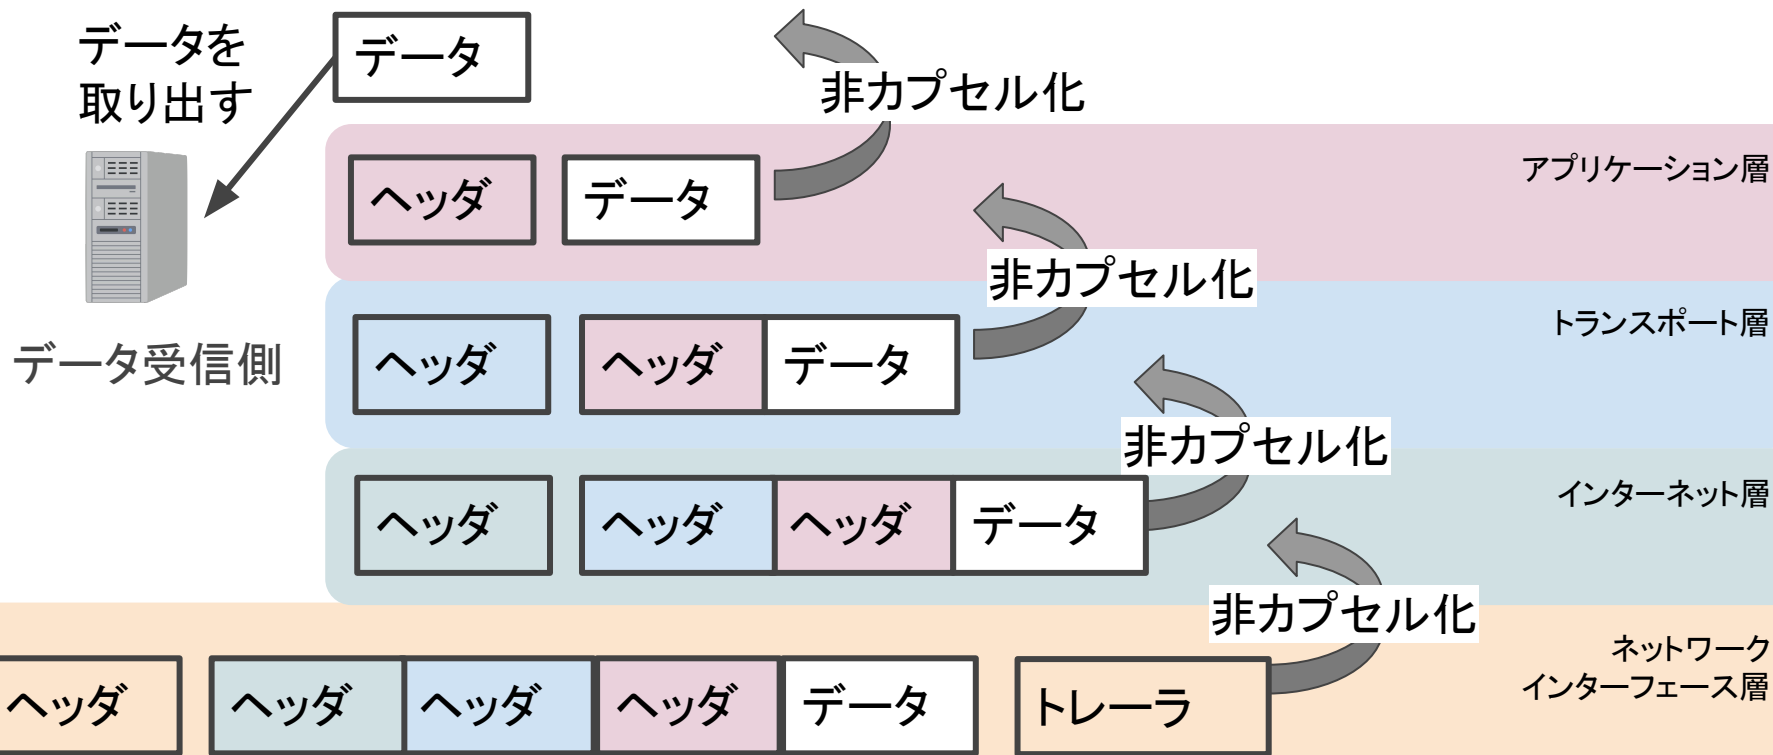 データを
取り出す
データ
非カプセル化
アプリケーション層
ヘッダ
データ
非カプセル化
データ受信側
トランスポート層
ヘッダ
ヘッダ
データ
非カプセル化
インターネット層
ヘッダ
ヘッダ
ヘッダ
データ
非カプセル化
ネットワーク
インターフェース層
ヘッダ
ヘッダ
ヘッダ
ヘッダ
データ
トレーラ